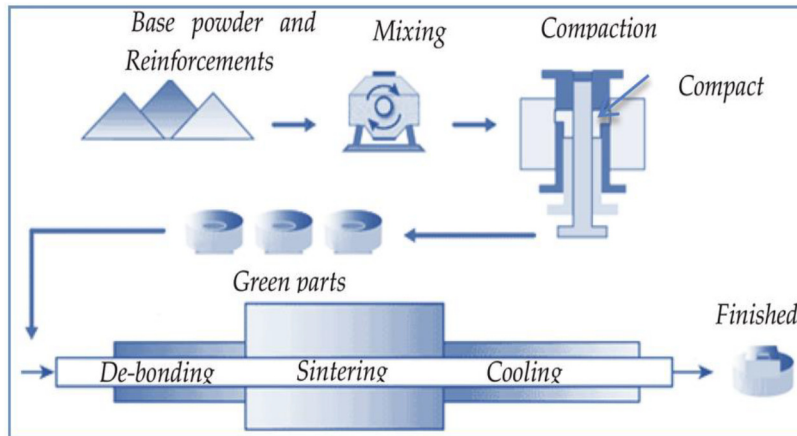 Base powder and
Reinforcements
Mixing
Compaction
Compact
Green parts
De-bonding
Sintering
Cooling
Finished